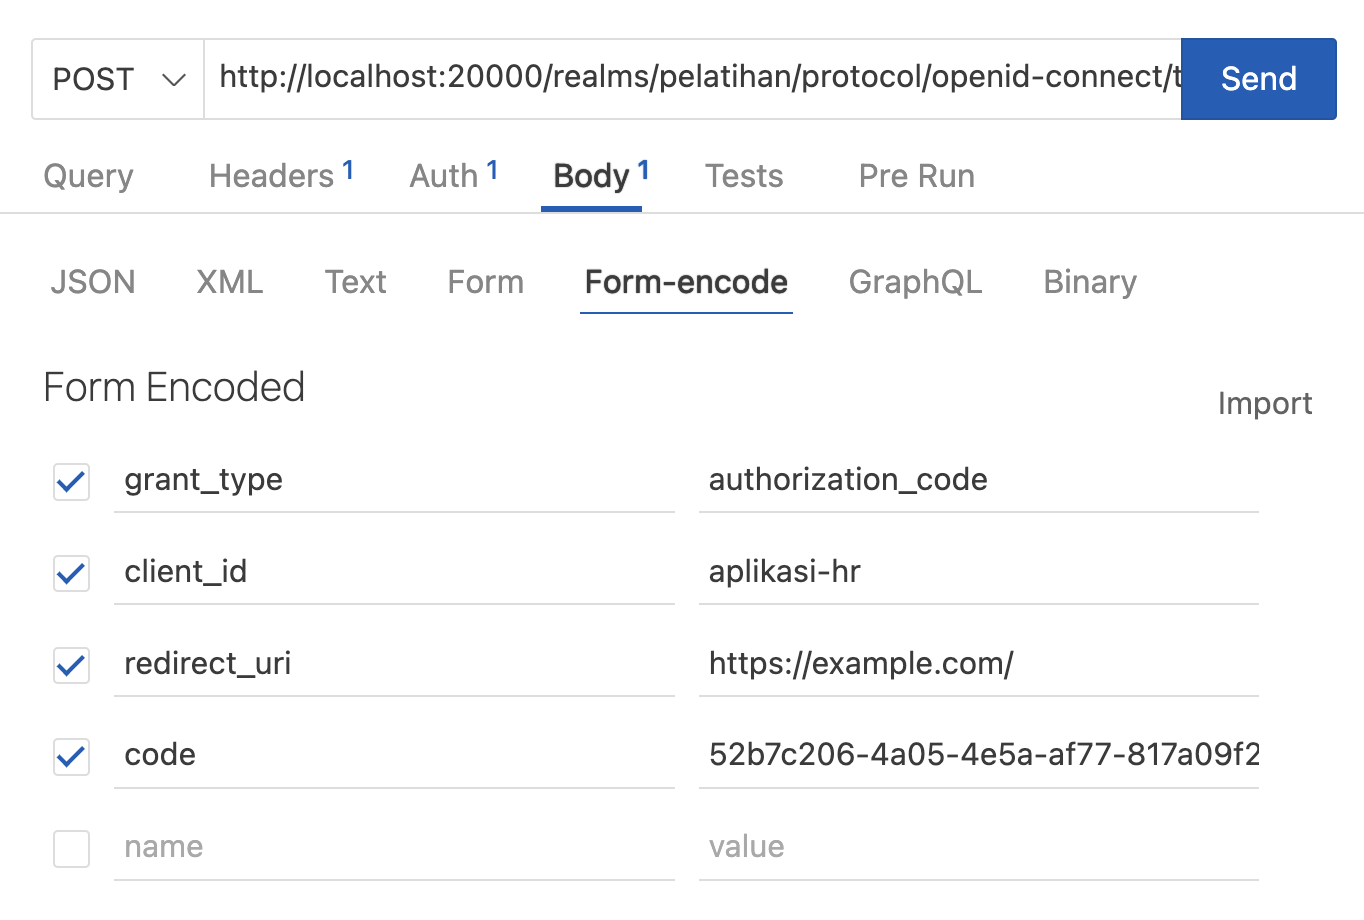 POST http://localhost:20000/realms/pelatihan/protocol/openid-connect/t Send
Query Headers 1 Auth 1 Body 1 Tests Pre Run
JSON XML Text Form Form-encode GraphQL Binary
Form Encoded
Import
grant_type authorization_code
client_id aplikasi-hr
redirect_uri https://example.com/
code 52b7c206-4a05-4e5a-af77-817a09f2
name value